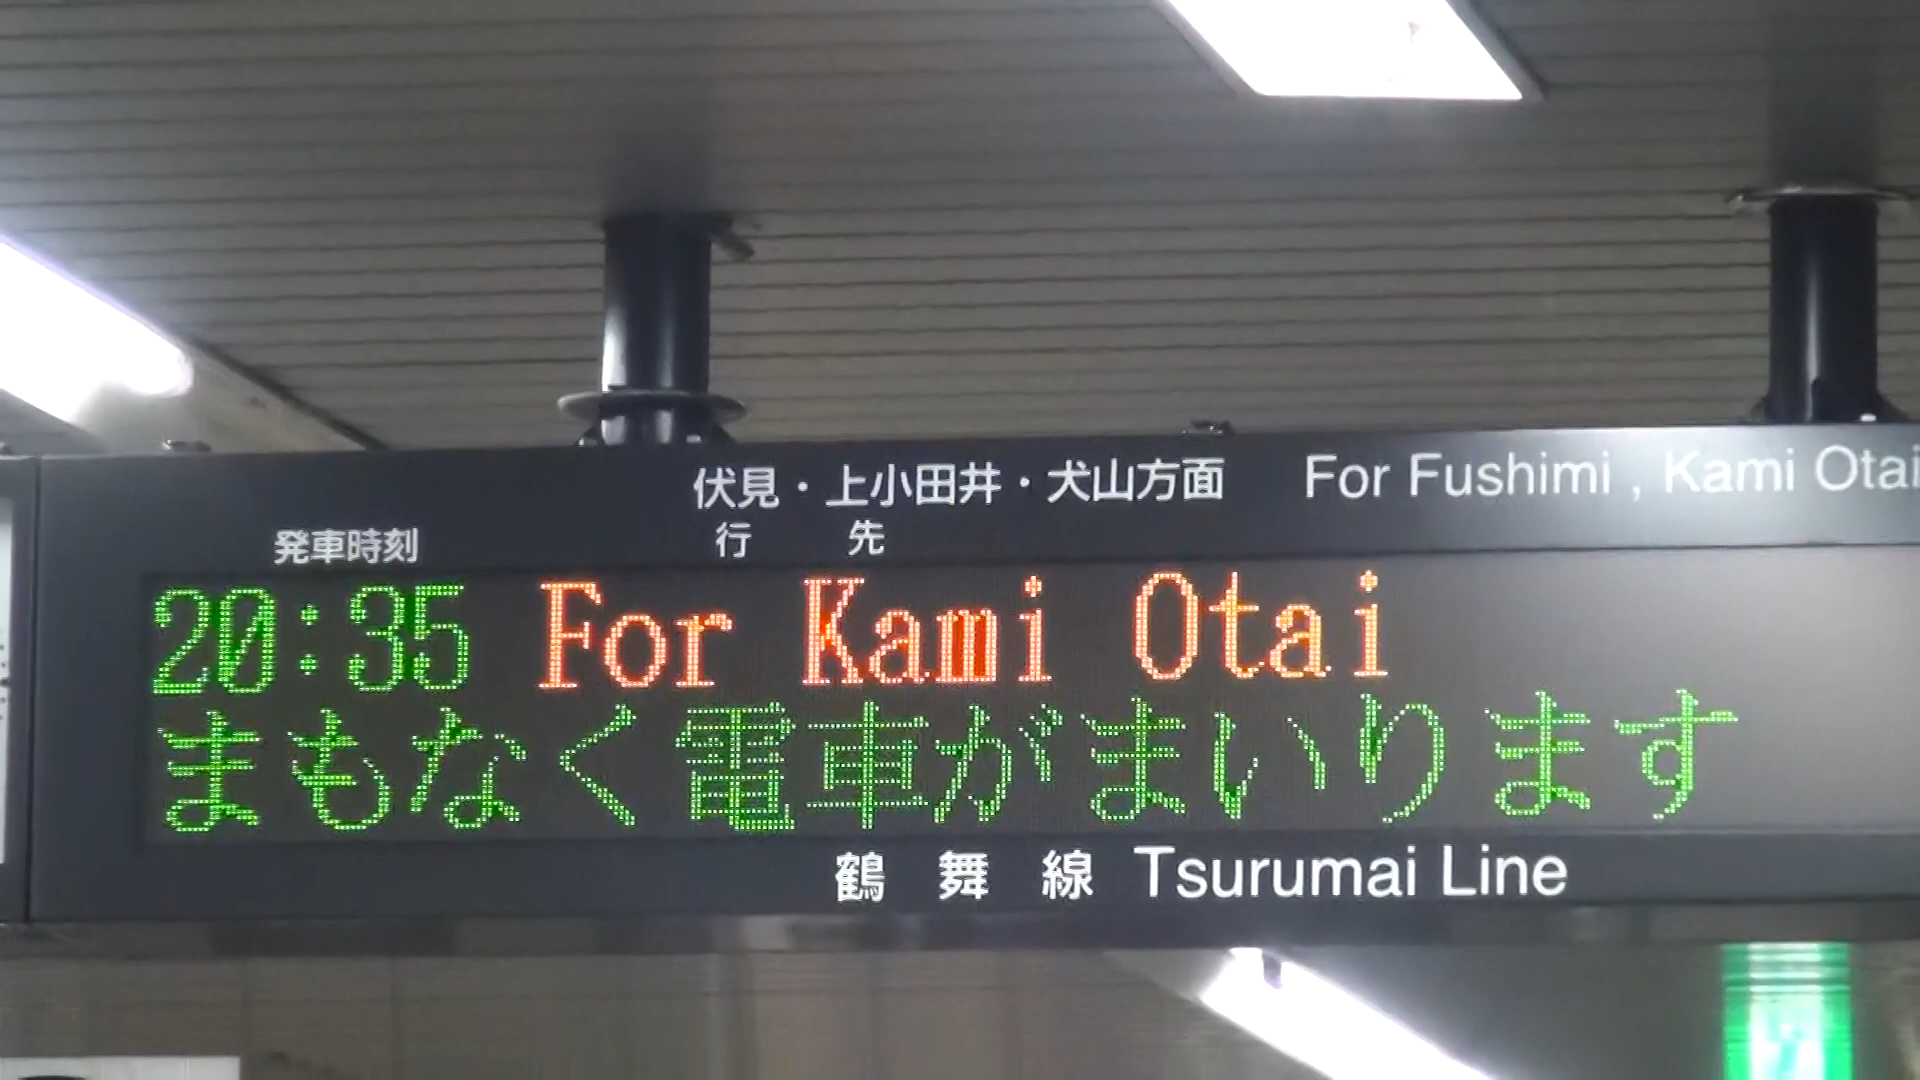 伏見・上小田井・犬山方面 For Fushimi , Kami Otai
発車時刻 行先
20:35 For Kami Otai
まもなく電車がまいります
鶴舞線 Tsurumai Line